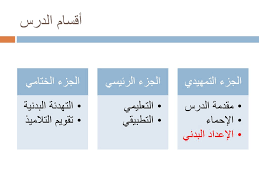 أقسام الدرس
الجزء التمهيدي
• مقدمة الدرس
• الإحماء
• الإعداد البدني
الجزء الرئيسي
• التعليمي
• التطبيقي
الجزء الختامي
• التهدئة البدنية
• تقويم التلاميذ